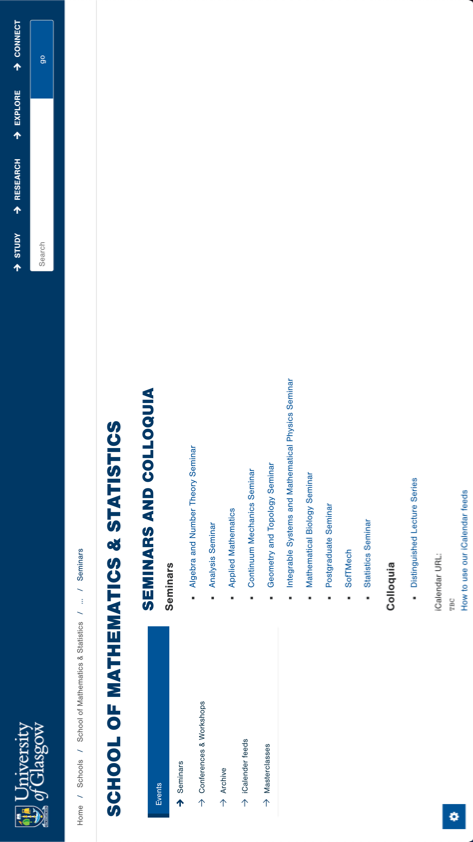 University
of Glasgow
→ STUDY → RESEARCH → EXPLORE → CONNECT
Search go
Home / Schools / School of Mathematics & Statistics / ... / Seminars
SCHOOL OF MATHEMATICS & STATISTICS
Events
→ Seminars
→ Conferences & Workshops
→ Archive
→ iCalender feeds
→ Masterclasses
SEMINARS AND COLLOQUIA
Seminars
• Algebra and Number Theory Seminar
• Analysis Seminar
• Applied Mathematics
• Continuum Mechanics Seminar
• Geometry and Topology Seminar
• Integrable Systems and Mathematical Physics Seminar
• Mathematical Biology Seminar
• Postgraduate Seminar
• SofTMech
• Statistics Seminar
Colloquia
• Distinguished Lecture Series
iCalendar URL:
TBC
How to use our iCalendar feeds